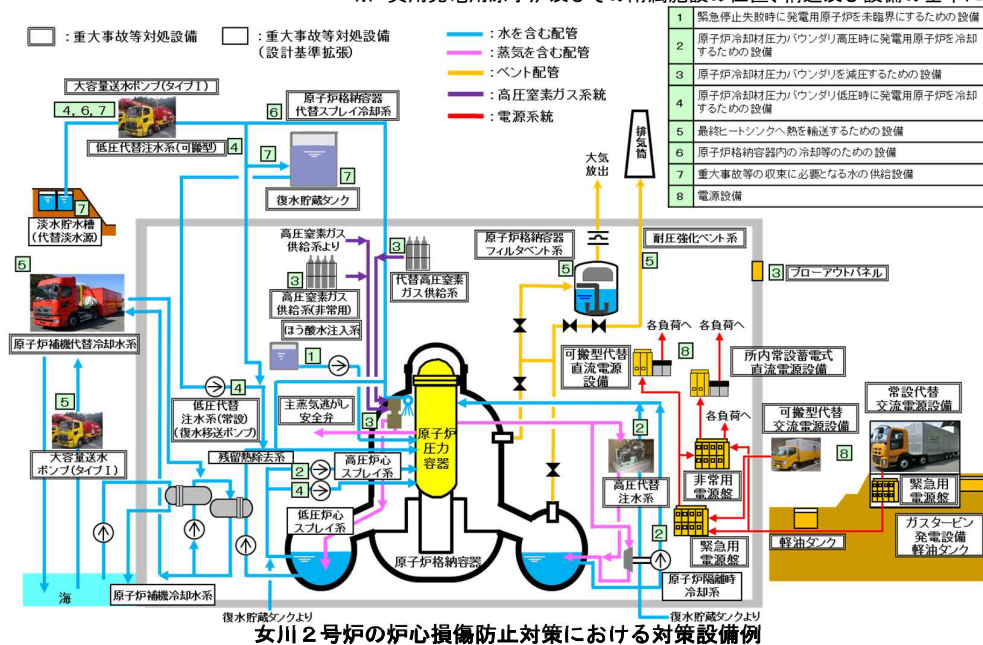 ：重大事故等対処設備
：重大事故等対処設備
(設計基準拡張)
：水を含む配管
：蒸気を含む配管
：ベント配管
：高圧窒素ガス系統
：電源系統
1 緊急停止失敗時に発電用原子炉を未臨界にするための設備
2 原子炉冷却材圧力バウンダリ高圧時に発電用原子炉を冷却
するための設備
3 原子炉冷却材圧力バウンダリを減圧するための設備
4 原子炉冷却材圧力バウンダリ低圧時に発電用原子炉を冷却
するための設備
5 最終ヒートシンクへ熱を輸送するための設備
6 原子炉格納容器内の冷却等のための設備
7 重大事故等の収束に必要となる水の供給設備
8 電源設備
大容量送水ポンプ(タイプⅠ)
4, 6, 7
低圧代替注水系(可搬型)
4
6
原子炉格納容器
代替スプレイ冷却系
7
7
復水貯蔵タンク
7
淡水貯水槽
(代替淡水源)
大気
放出
排気筒
高圧窒素ガス
供給系より
3
3
高圧窒素ガス
供給系(非常用)
代替高圧窒素
ガス供給系
原子炉格納容器
フィルタベント系
5
耐圧強化ベント系
5
3
ブローアウトパネル
5
原子炉補機代替冷却水系
ほう酸水注入系
1
4
低圧代替
注水系(常設)
(復水移送ポンプ)
主蒸気逃がし
安全弁
3
原子炉
圧力
容器
可搬型代替
直流電源
設備
8
各負荷へ
各負荷へ
所内常設蓄電式
直流電源設備
各負荷へ
可搬型代替
交流電源設備
8
常設代替
交流電源設備
5
大容量送水
ポンプ(タイプⅠ)
残留熱除去系
2
4
高圧炉心
スプレイ系
低圧炉心
スプレイ系
原子炉格納容器
2
高圧代替
注水系
非常用
電源盤
緊急用
電源盤
2
原子炉隔離時
冷却系
軽油タンク
緊急用
電源盤
ガスタービン
発電設備
軽油タンク
海
原子炉補機冷却水系
復水貯蔵タンクより
復水貯蔵タンクより
女川２号炉の炉心損傷防止対策における対策設備例